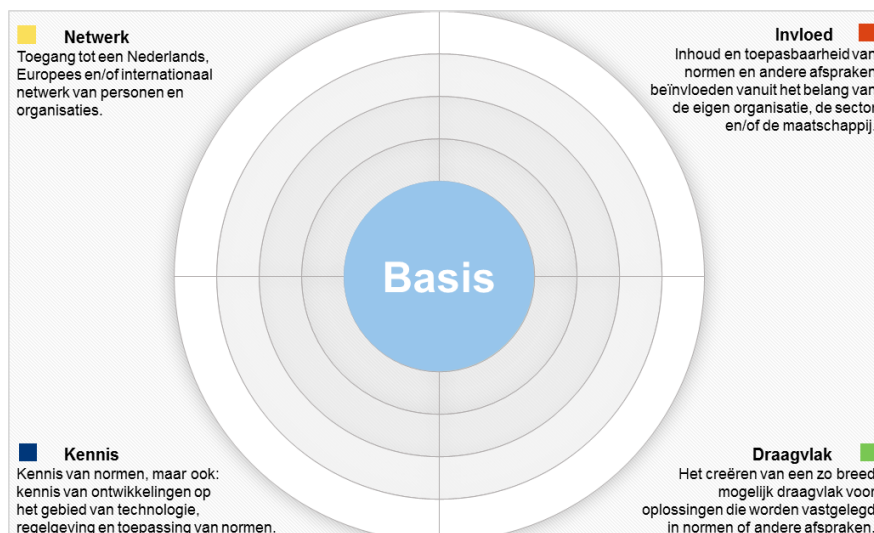 Netwerk
Toegang tot een Nederlands,
Europees en/of internationaal
netwerk van personen en
organisaties.
Invloed
Inhoud en toepasbaarheid van
normen en andere afspraken
beïnvloeden vanuit het belang van
de eigen organisatie, de sector
en/of de maatschappij.
Basis
Kennis
Kennis van normen, maar ook:
kennis van ontwikkelingen op
het gebied van technologie,
regelgeving en toepassing van normen.
Draagvlak
Het creëren van een zo breed
mogelijk draagvlak voor
oplossingen die worden vastgelegd
in normen of andere afspraken.